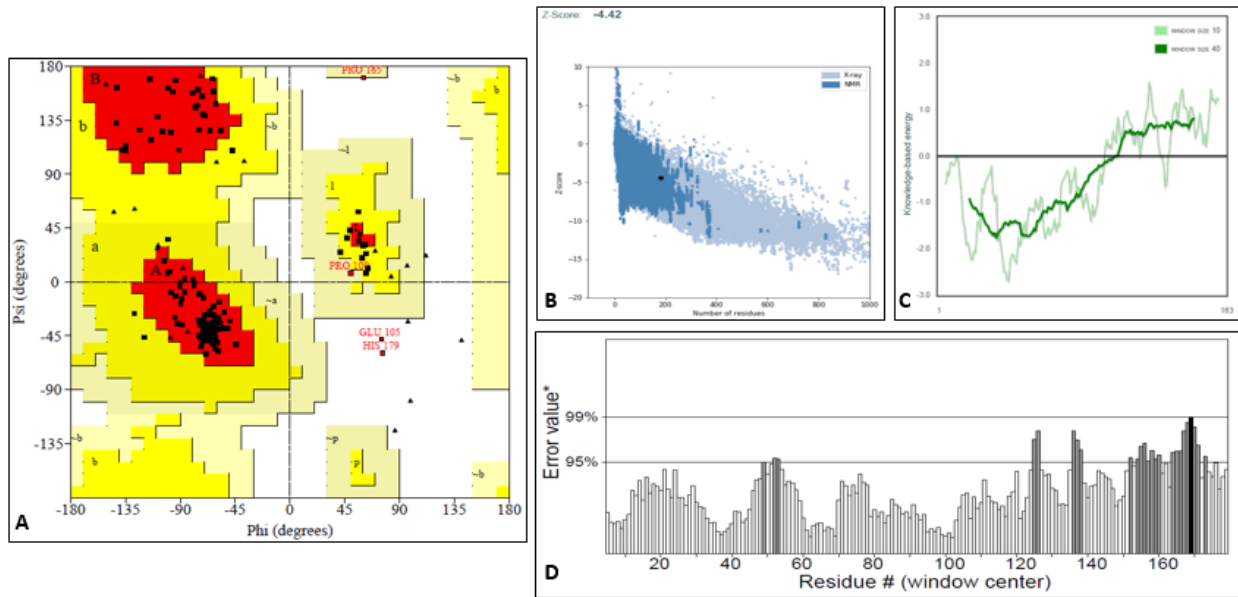 180
135
90
45
0
-45
-90
-135
-180
-135
-90
-45
0
45
90
135
180
Psi (degrees)
Phi (degrees)
B
b
a
A
~b
~a
~l
l
~p
p
~b
b
~b
b
~b
PRO 165
PRO 100
GLU 105
HIS 179
A
Z-Score: -4.42
X-ray
NMR
10
5
0
-5
-10
-15
-20
Z-score
0
200
400
600
800
1000
Number of residues
B
3.0
2.0
1.0
0.0
-1.0
-2.0
-3.0
Knowledge-based energy
WINDOW SIZE 10
WINDOW SIZE 40
1
183
C
Error value*
99%
95%
20
40
60
80
100
120
140
160
Residue # (window center)
D